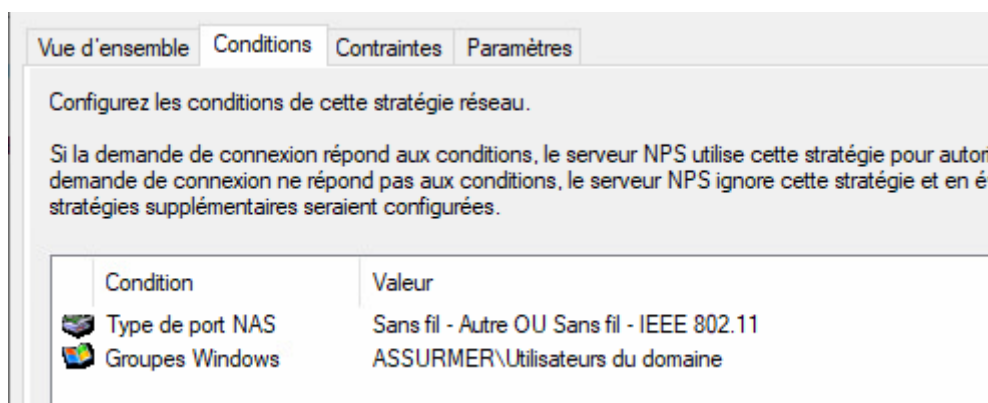 Vue d'ensemble Conditions Contraintes Paramètres
Configurez les conditions de cette stratégie réseau.
Si la demande de connexion répond aux conditions, le serveur NPS utilise cette stratégie pour
demande de connexion ne répond pas aux conditions, le serveur NPS ignore cette stratégie et en
stratégies supplémentaires seraient configurées.
Condition Valeur
Type de port NAS Sans fil - Autre OU Sans fil - IEEE 802.11
Groupes Windows ASSURMER\Utilisateurs du domaine